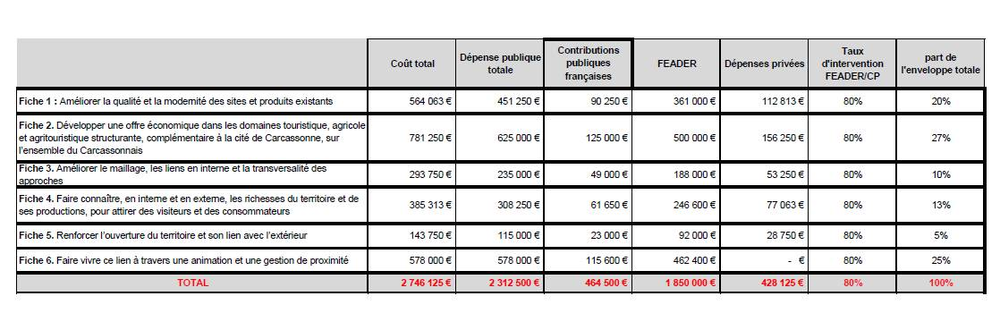 Coût total
Dépense publique totale
Contributions publiques françaises
FEADER
Dépenses privées
Taux d'intervention FEADER/CP
part de l'enveloppe totale
Fiche 1 : Améliorer la qualité et la modernité des sites et produits existants
564 063 € 451 250 € 90 250 € 361 000 € 112 813 € 80% 20%
Fiche 2. Développer une offre économique dans les domaines touristique, agricole
et agritouristique structurante, complémentaire à la cité de Carcassonne, sur
l'ensemble du Carcassonnais
781 250 € 625 000 € 125 000 € 500 000 € 156 250 € 80% 27%
Fiche 3. Améliorer le maillage, les liens en interne et la transversalité des
approches
293 750 € 235 000 € 49 000 € 188 000 € 53 250 € 80% 10%
Fiche 4. Faire connaître, en interne et en externe, les richesses du territoire et de
ses productions, pour attirer des visiteurs et des consommateurs
385 313 € 308 250 € 61 650 € 246 600 € 77 063 € 80% 13%
Fiche 5. Renforcer l'ouverture du territoire et son lien avec l'extérieur
143 750 € 115 000 € 23 000 € 92 000 € 28 750 € 80% 5%
Fiche 6. Faire vivre ce lien à travers une animation et une gestion de proximité
578 000 € 578 000 € 115 600 € 462 400 € - € 80% 25%
TOTAL 2 746 125 € 2 312 500 € 464 500 € 1 850 000 € 428 125 € 80% 100%